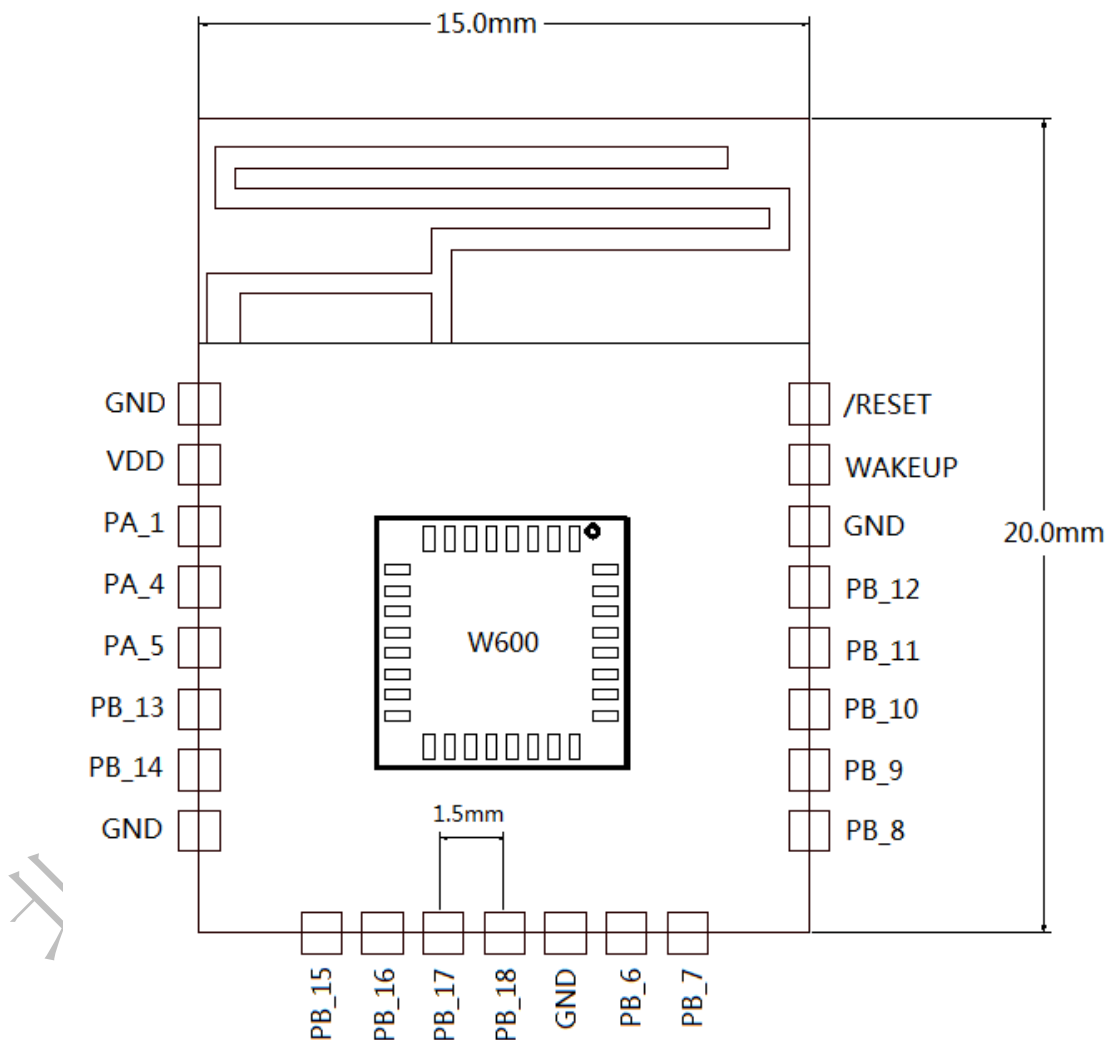 15.0mm
GND
VDD
PA_1
PA_4
PA_5
PB_13
PB_14
GND
/RESET
WAKEUP
GND
PB_12
PB_11
PB_10
PB_9
PB_8
20.0mm
W600
1.5mm
PB_15
PB_16
PB_17
PB_18
GND
PB_6
PB_7